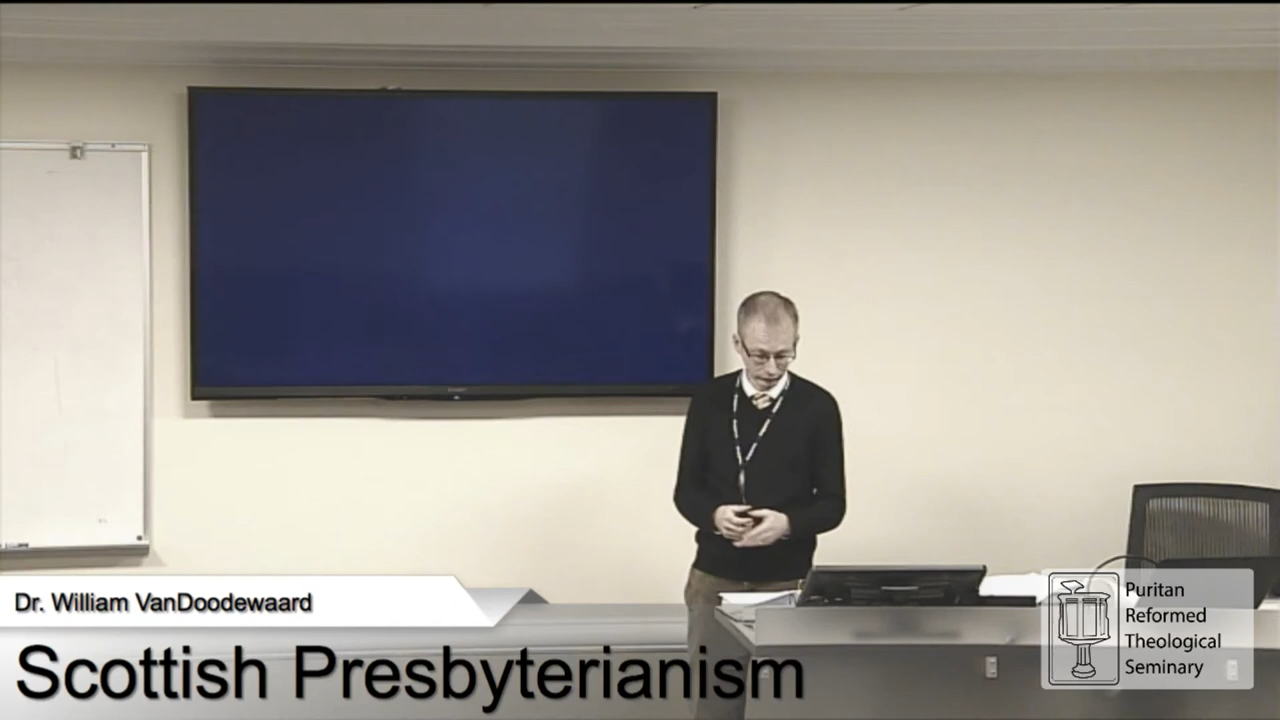 Dr. William VanDoodewaard
Scottish Presbyterianism
Puritan
Reformed
Theological
Seminary